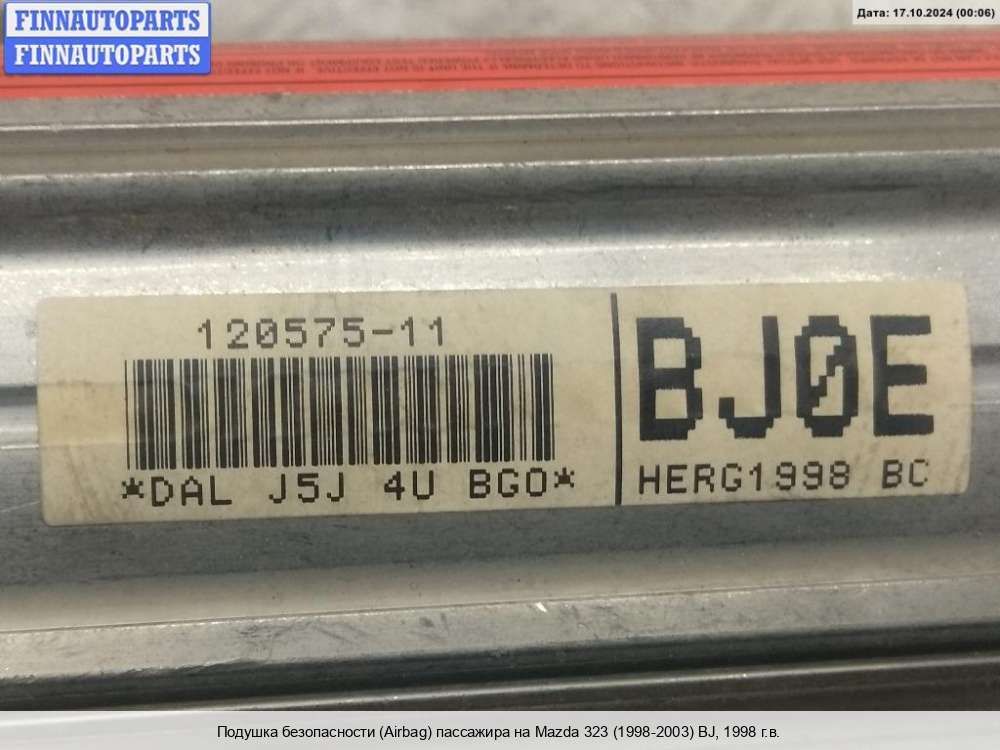 FINNAUTOPARTS
FINNAUTOPARTS
Дата: 17.10.2024 (00:06)
120575-11
*DAL J5J 4U BGO*
BJ0E
HERG1998 BC
Подушка безопасности (Airbag) пассажира на Mazda 323 (1998-2003) BJ, 1998 г.в.